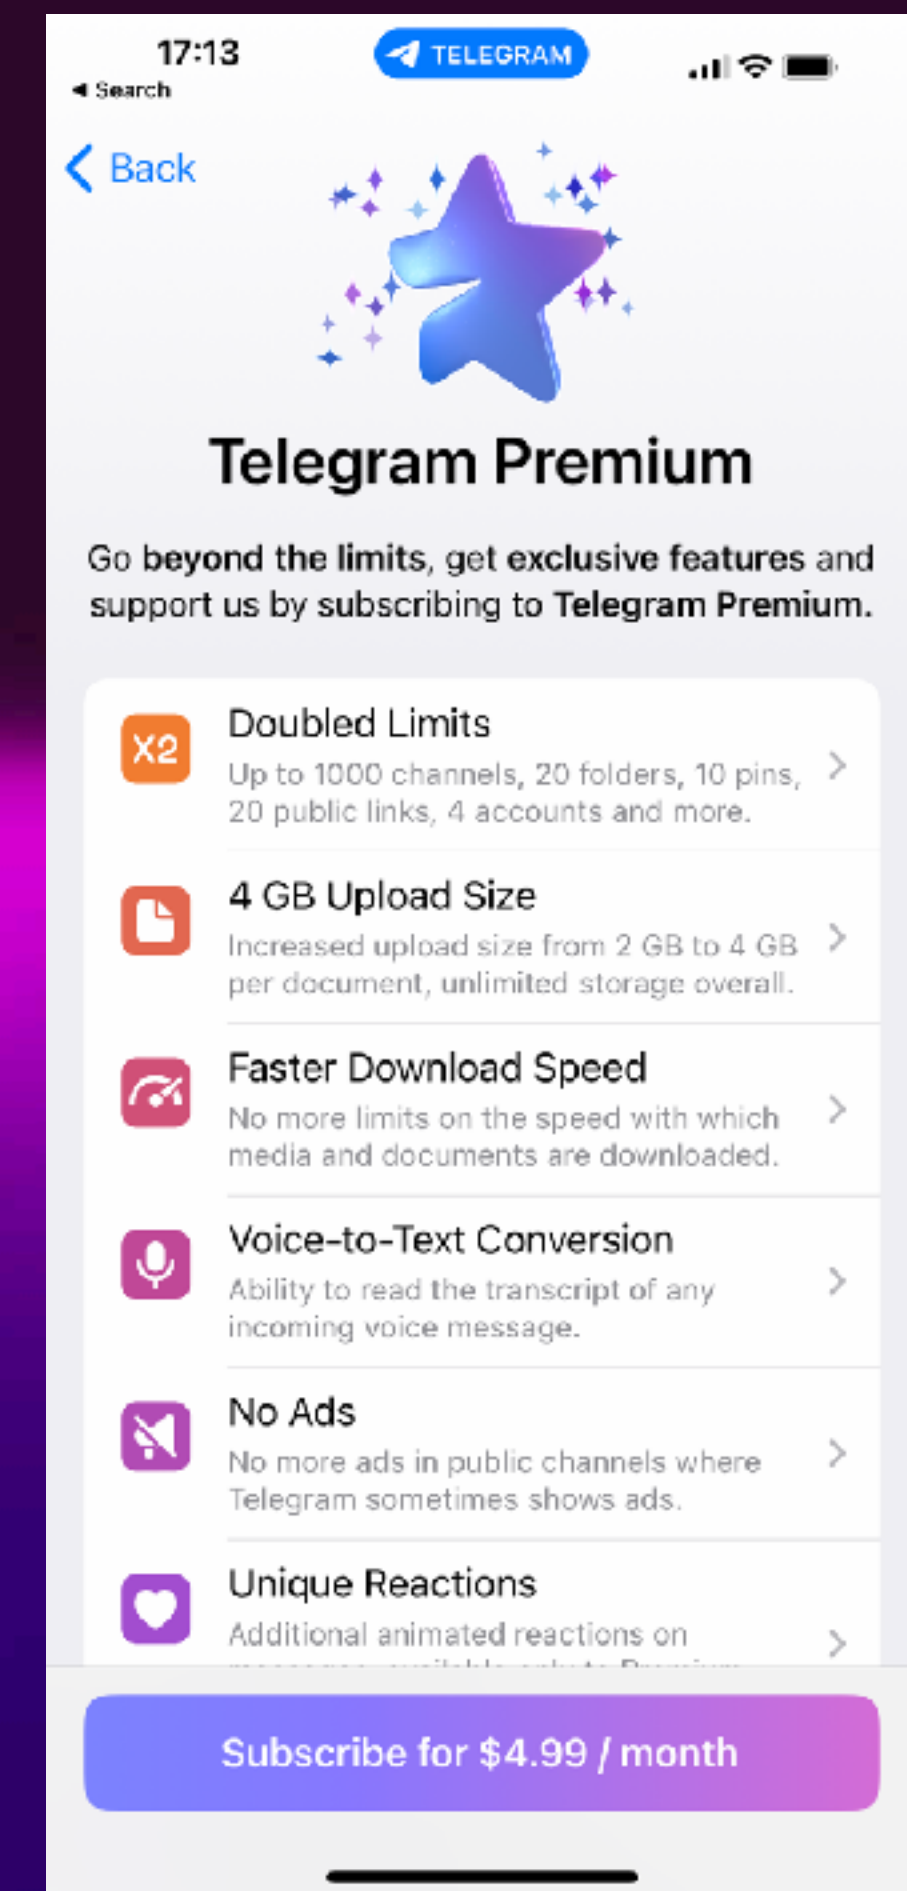 17:13
TELEGRAM
◀ Search
Back
Telegram Premium
Go beyond the limits, get exclusive features and
support us by subscribing to Telegram Premium.
X2
Doubled Limits
Up to 1000 channels, 20 folders, 10 pins,
20 public links, 4 accounts and more.
4 GB Upload Size
Increased upload size from 2 GB to 4 GB
per document, unlimited storage overall.
Faster Download Speed
No more limits on the speed with which
media and documents are downloaded.
Voice-to-Text Conversion
Ability to read the transcript of any
incoming voice message.
No Ads
No more ads in public channels where
Telegram sometimes shows ads.
Unique Reactions
Additional animated reactions on
Subscribe for $4.99 / month